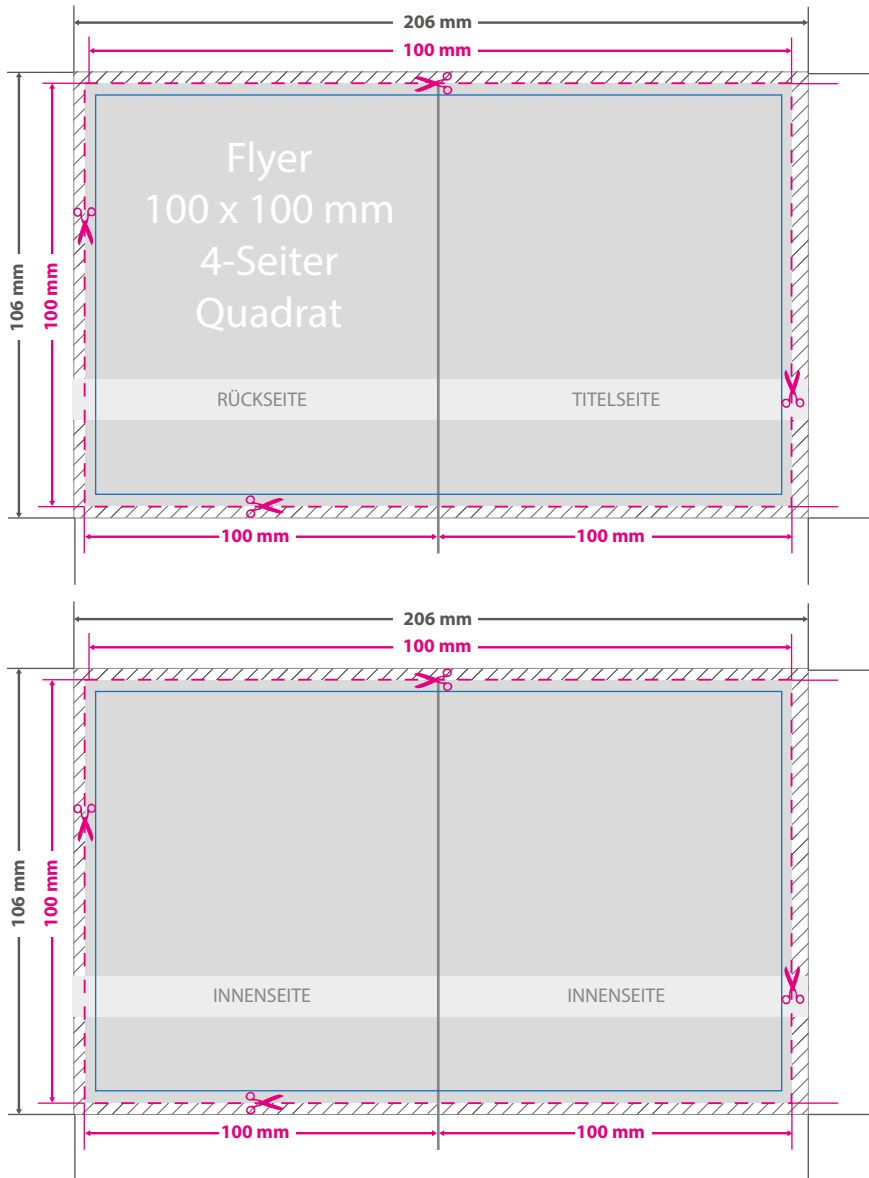 206 mm
100 mm
106 mm
100 mm
Flyer
100 x 100 mm
4-Seiter
Quadrat
RÜCKSEITE
TITELSEITE
100 mm
100 mm
206 mm
100 mm
106 mm
100 mm
INNENSEITE
INNENSEITE
100 mm
100 mm